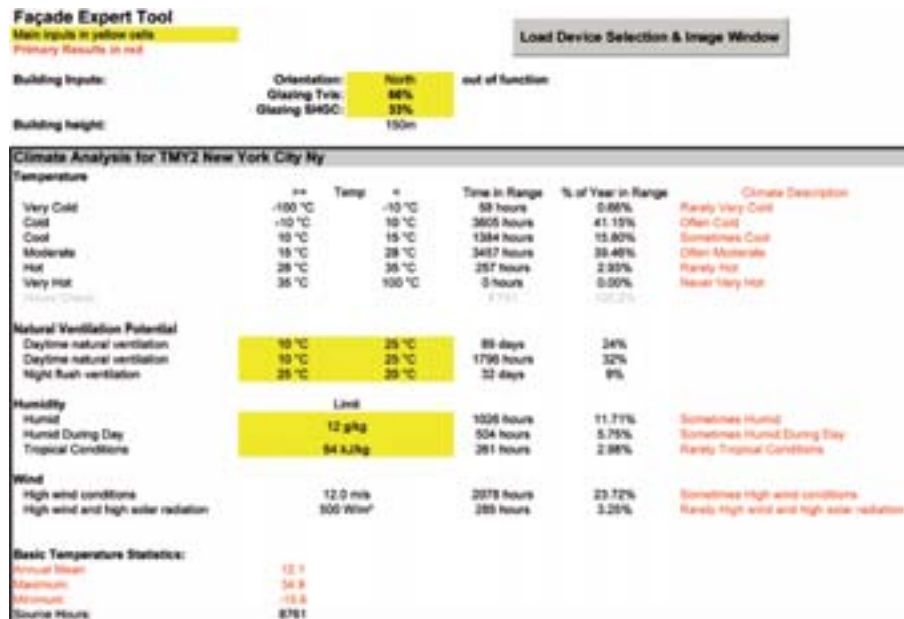 Façade Expert Tool
Main inputs in yellow cells
Primary Results in red
Load Device Selection & Image Window
Building Inputs: Orientation: North out of function
Glazing Tvis: 66%
Glazing SHGC: 33%
Building height: 150m
Climate Analysis for TMY2 New York City Ny
Temperature
>= Temp < Time in Range % of Year in Range Climate Description
Very Cold -100 °C -10 °C 58 hours 0.66% Rarely Very Cold
Cold -10 °C 10 °C 3605 hours 41.15% Often Cold
Cool 10 °C 15 °C 1384 hours 15.80% Sometimes Cool
Moderate 15 °C 28 °C 3457 hours 39.46% Often Moderate
Hot 28 °C 35 °C 257 hours 2.93% Rarely Hot
Very Hot 35 °C 100 °C 0 hours 0.00% Never Very Hot
Natural Ventilation Potential
Daytime natural ventilation 10 °C 25 °C 89 days 24%
Daytime natural ventilation 10 °C 25 °C 1796 hours 32%
Night flush ventilation 25 °C 20 °C 32 days 9%
Humidity Limit
Humid 12 g/kg 1026 hours 11.71% Sometimes Humid
Humid During Day 504 hours 5.75% Sometimes Humid During Day
Tropical Conditions 64 kJ/kg 261 hours 2.98% Rarely Tropical Conditions
Wind
High wind conditions 12.0 m/s 2078 hours 23.72% Sometimes High wind conditions
High wind and high solar radiation 500 W/m² 285 hours 3.25% Rarely High wind and high solar radiation
Basic Temperature Statistics:
Annual Mean 12.1
Maximum 34.9
Minimum
Source Hours: 8761